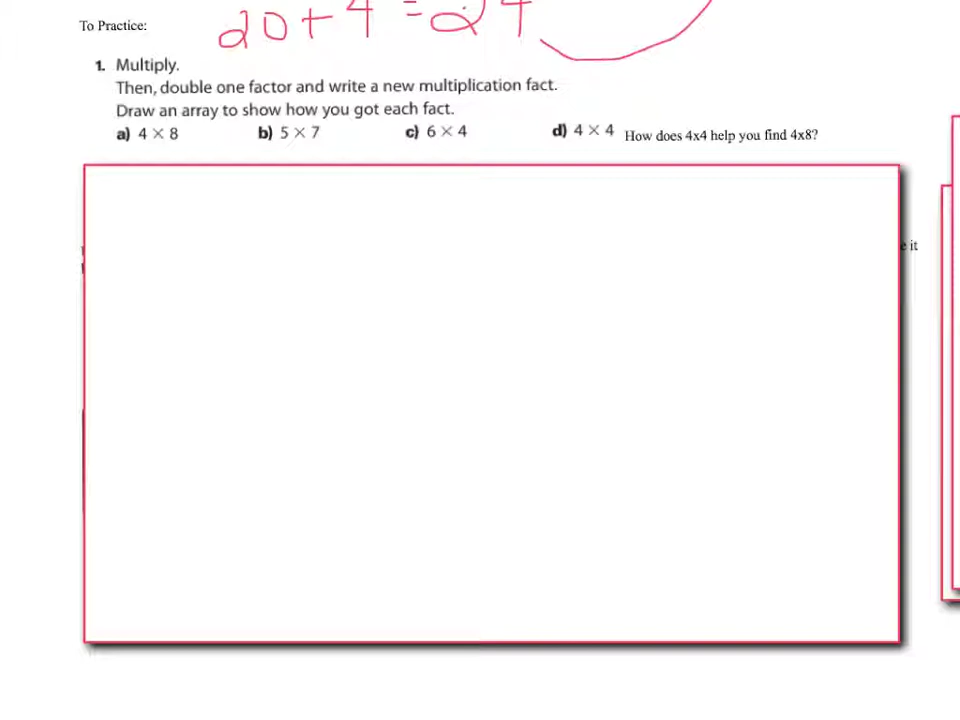 20+4 = 24
To Practice:
1. Multiply.
Then, double one factor and write a new multiplication fact.
Draw an array to show how you got each fact.
a) 4 × 8 b) 5 × 7 c) 6 × 4 d) 4 × 4 How does 4x4 help you find 4x8?
it